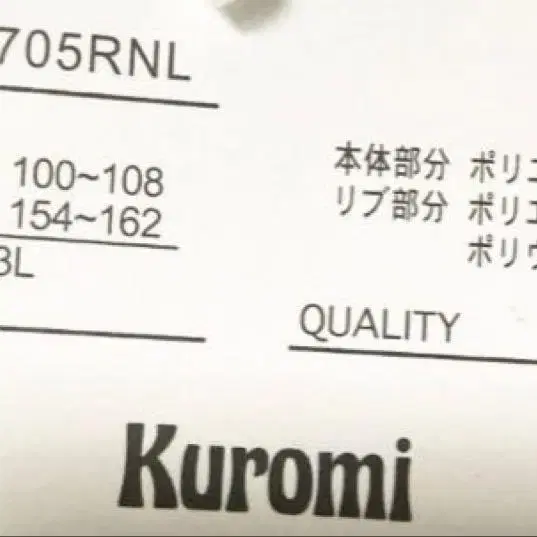 705RNL
100~108
154~162
3L
本体部分 ポリエ
リブ部分 ポリエ
ポリウ
QUALITY
Kuromi